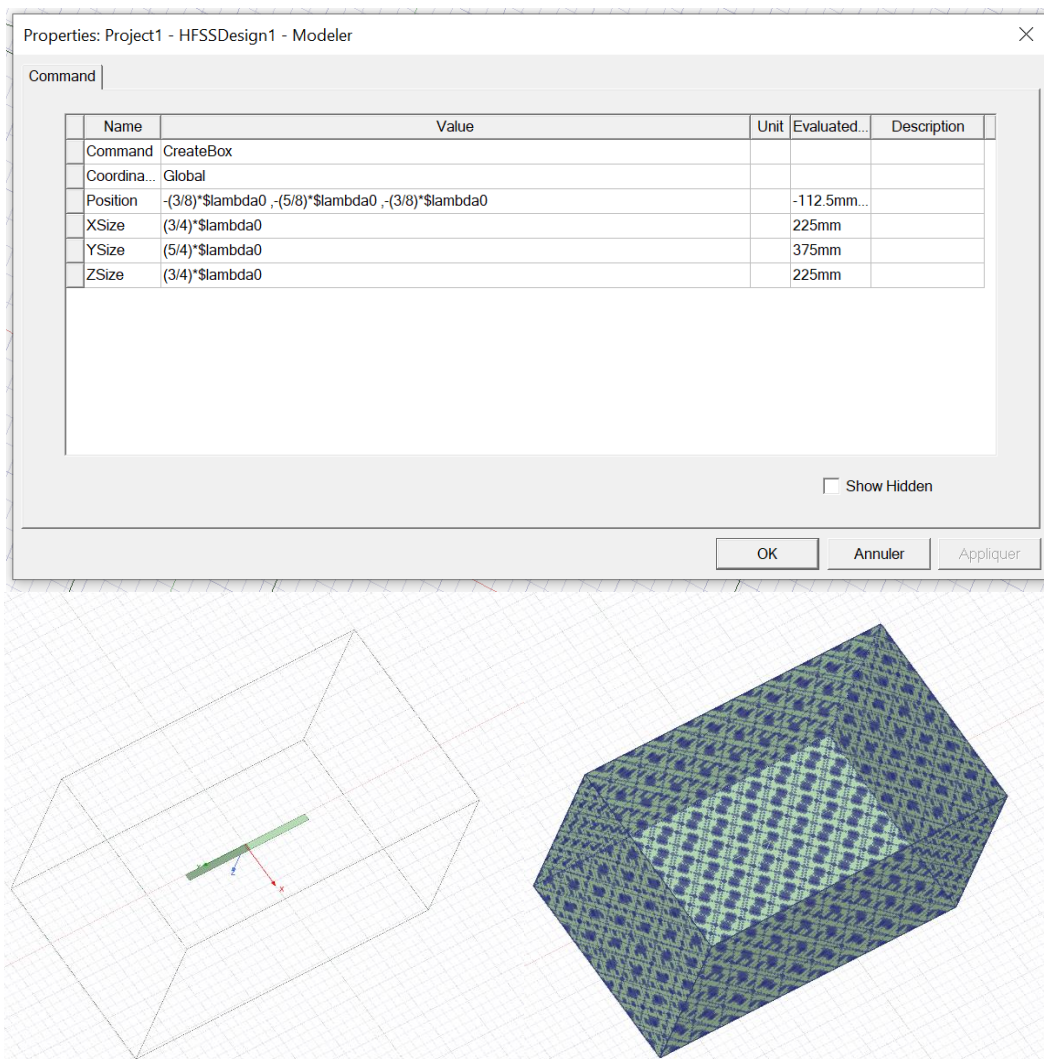 Properties: Project1 - HFSSDesign1 - Modeler
Command
Name Value Unit Evaluated... Description
Command CreateBox
Coordina... Global
Position -(3/8)*$lambda0 ,-(5/8)*$lambda0 ,-(3/8)*$lambda0 -112.5mm...
XSize (3/4)*$lambda0 225mm
YSize (5/4)*$lambda0 375mm
ZSize (3/4)*$lambda0 225mm
Show Hidden
OK Annuler Appliquer
Z X